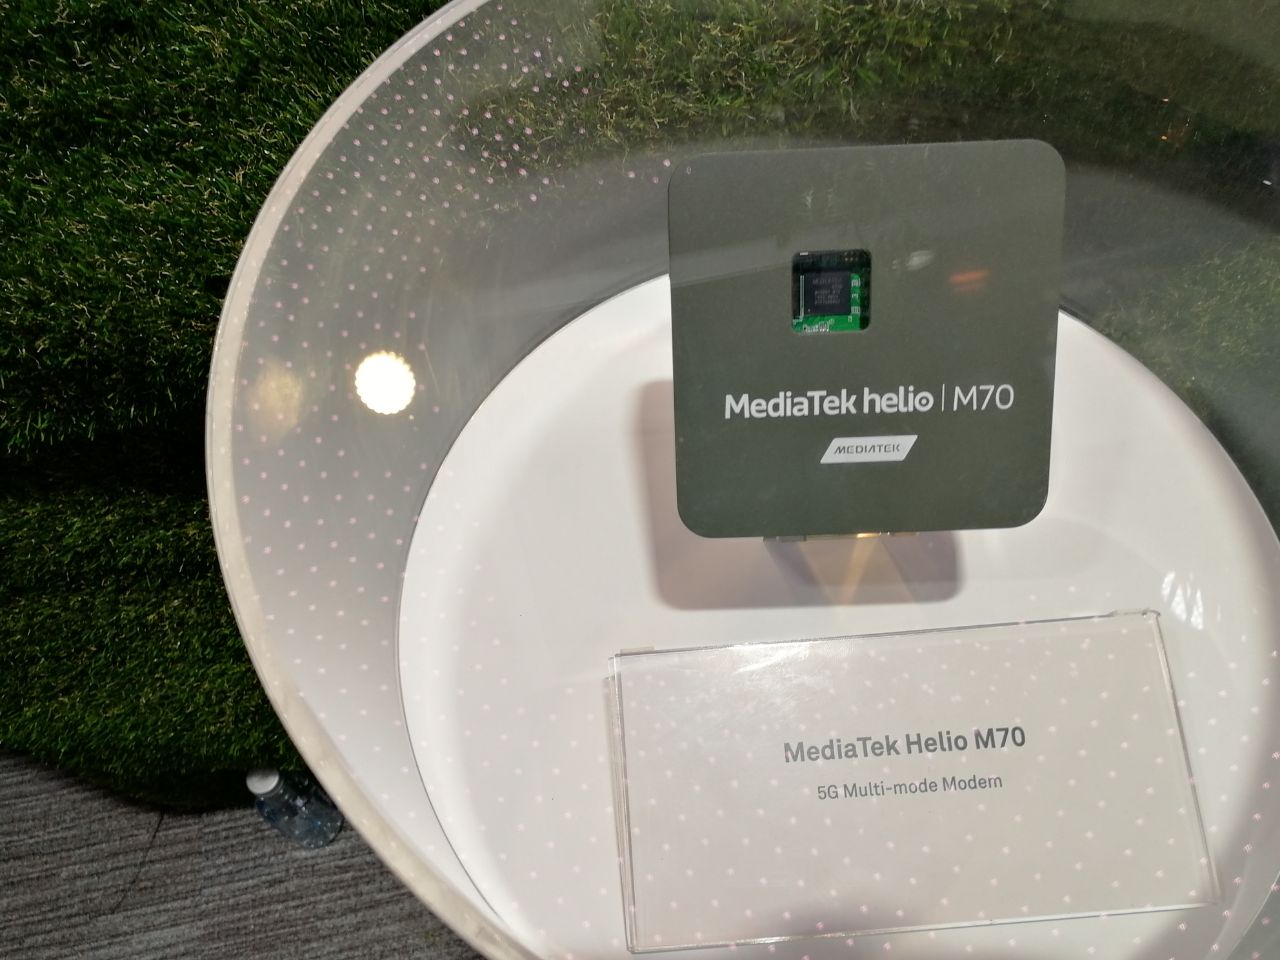 MediaTek helio | M70
MEDIATEK
MediaTek Helio M70
5G Multi-mode Modem